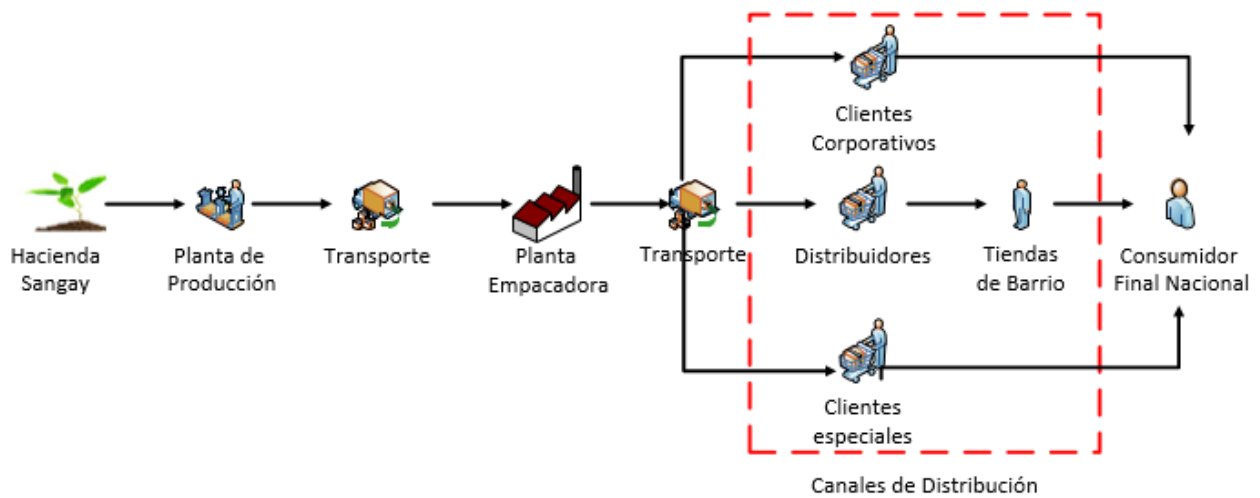 Clientes
Corporativos
Hacienda
Sangay
Planta de
Producción
Transporte
Planta
Empacadora
Transporte
Distribuidores
Tiendas
de Barrio
Consumidor
Final Nacional
Clientes
especiales
Canales de Distribución